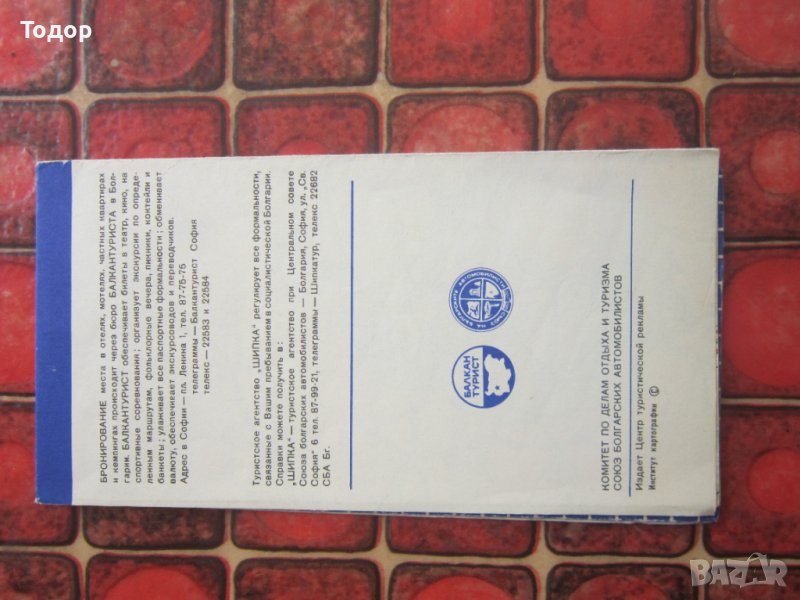 Тодор
БРОНИРОВАНИЕ места в отелях, мотелях, частных квартирах
и кемпингах происходит через бюро БАЛКАНТУРИСТА в Бол-
гарии. БАЛКАНТУРИСТ обеспечивает билеты в театр, кино, на
спортивные соревнования; организует экскурсии по опреде-
ленным маршрутам, фольклорные вечера, пикники, коктейли и
банкеты; улаживает все паспортные формальности; обменивает
валюту, обеспечивает экскурсоводов и переводчиков.
Адрес в Софии — пл. Ленина 1, тел. 87-75-75
телеграммы — Балкантурист София
телекс — 22583 и 22584
Туристское агентство „ШИПКА" регулирует все формальности,
связанные с Вашим пребыванием в социалистической Болгарии.
Справки можете получить в:
„ШИПКА" — туристское агентство при Центральном совете
Союза болгарских автомобилистов — Болгария, София, ул. „Св.
София" 6 тел. 87-99-21, телеграммы — Шипкатур, телекс 22682
СБА Бг.
БАЛКАН
ТУРИСТ
КОМИТЕТ ПО ДЕЛАМ ОТДЫХА И ТУРИЗМА
СОЮЗ БОЛГАРСКИХ АВТОМОБИЛИСТОВ
Издает Центр туристической рекламы
Институт картографии ©
BAZAR